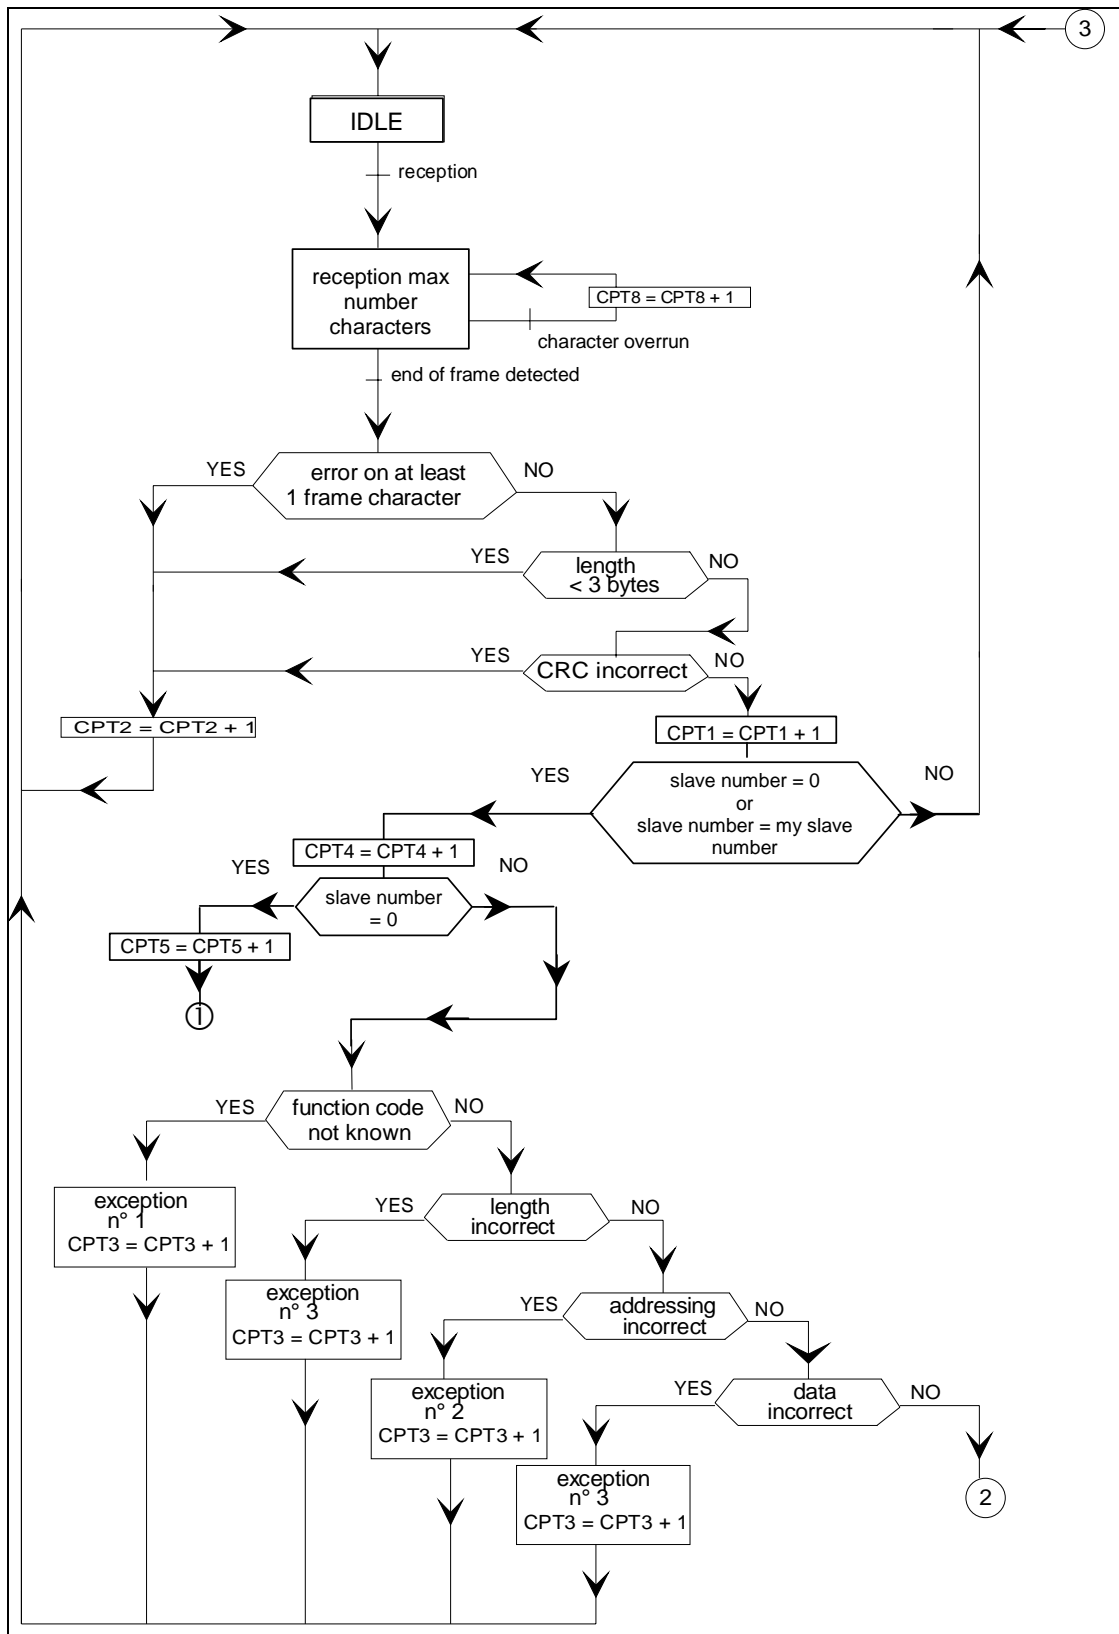 3
IDLE
reception
reception max
number
characters
CPT8 = CPT8 + 1
character overrun
end of frame detected
YES
error on at least
1 frame character
NO
YES
length
< 3 bytes
NO
YES
CRC incorrect
NO
CPT2 = CPT2 + 1
CPT1 = CPT1 + 1
YES
slave number = 0
or
slave number = my slave
number
NO
CPT4 = CPT4 + 1
YES
slave number
= 0
NO
CPT5 = CPT5 + 1
1
YES
function code
not known
NO
exception
n° 1
CPT3 = CPT3 + 1
YES
length
incorrect
NO
exception
n° 3
CPT3 = CPT3 + 1
YES
addressing
incorrect
NO
exception
n° 2
CPT3 = CPT3 + 1
YES
data
incorrect
NO
exception
n° 3
CPT3 = CPT3 + 1
2